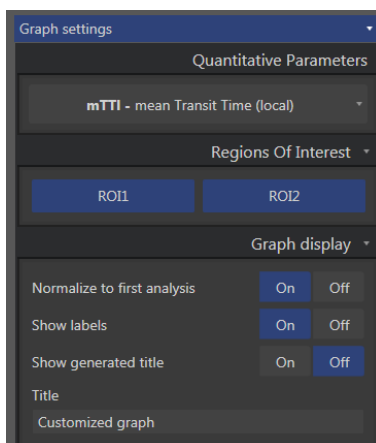 Graph settings
Quantitative Parameters
mTTI - mean Transit Time (local)
Regions Of Interest
ROI1 ROI2
Graph display
Normalize to first analysis On Off
Show labels On Off
Show generated title On Off
Title
Customized graph